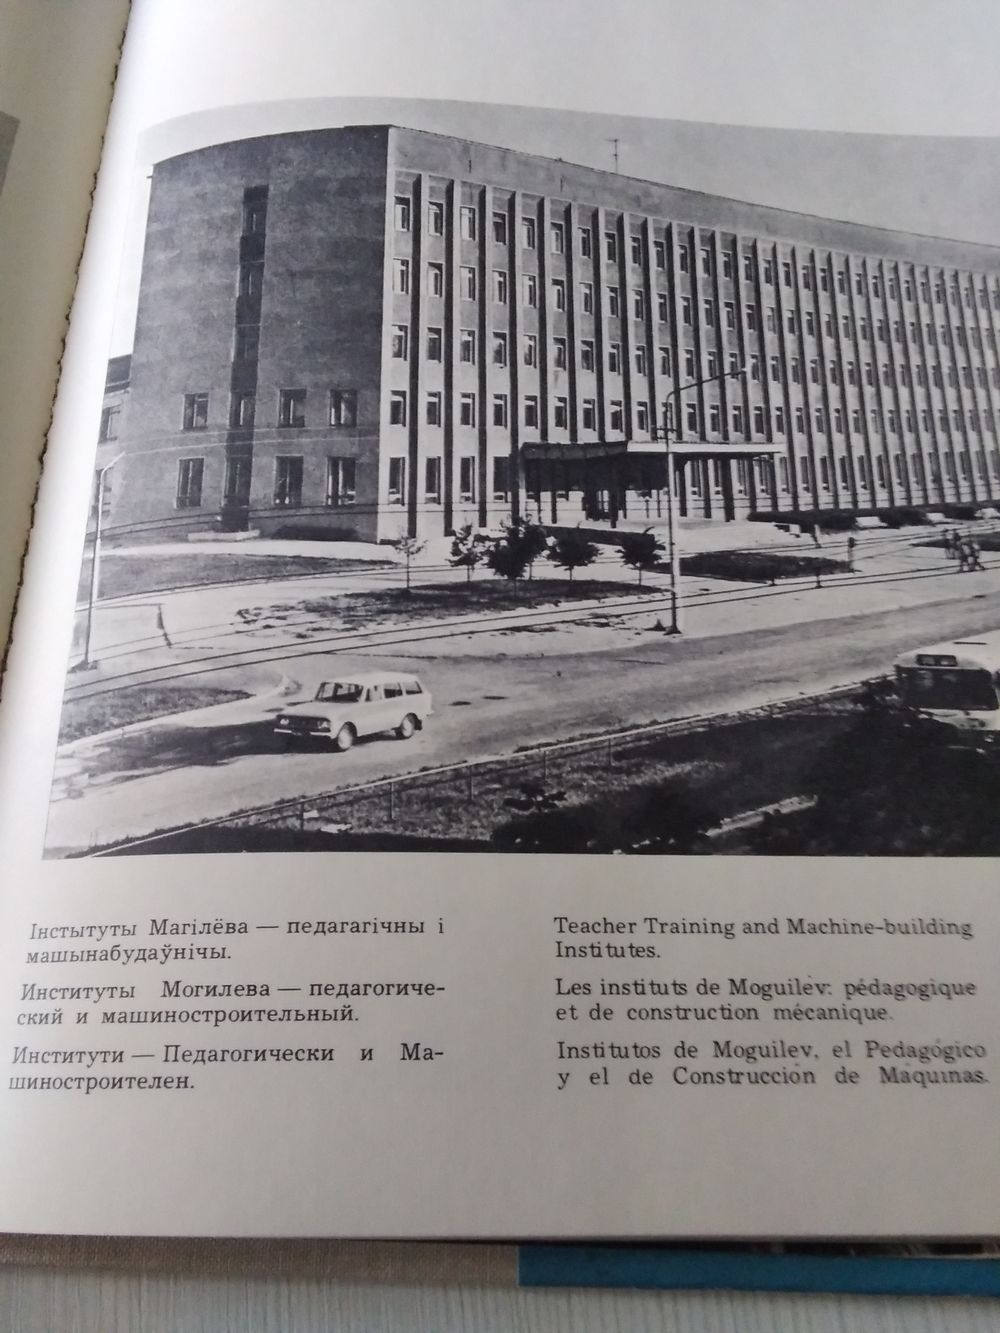 Інстытуты Магілёва — педагагічны і
машынабудаўнічы.
Институты Могилева — педагогиче-
ский и машиностроительный.
Институти — Педагогически и Ма-
шиностроителен.
Teacher Training and Machine-building
Institutes.
Les instituts de Moguilev: pédagogique
et de construction mécanique.
Institutos de Moguilev, el Pedagógico
y el de Construcción de Maquinas.